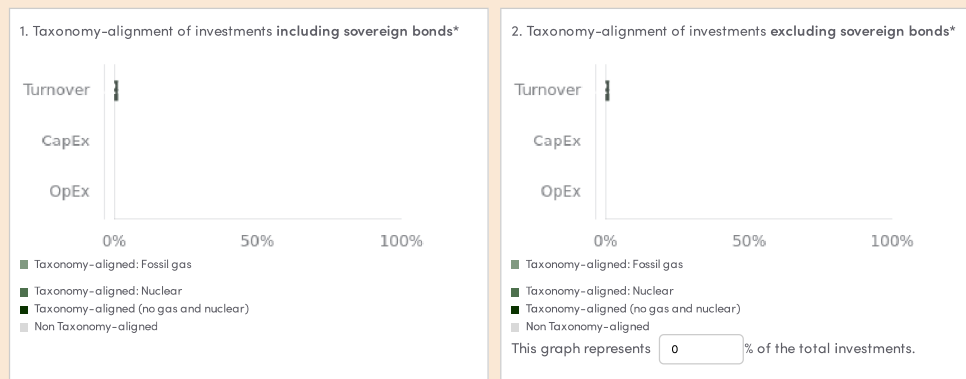 1. Taxonomy-alignment of investments including sovereign bonds*
Turnover
CapEx
OpEx
0% 50% 100%
Taxonomy-aligned: Fossil gas
Taxonomy-aligned: Nuclear
Taxonomy-aligned (no gas and nuclear)
Non Taxonomy-aligned
2. Taxonomy-alignment of investments excluding sovereign bonds*
Turnover
CapEx
OpEx
0% 50% 100%
Taxonomy-aligned: Fossil gas
Taxonomy-aligned: Nuclear
Taxonomy-aligned (no gas and nuclear)
Non Taxonomy-aligned
This graph represents 0 % of the total investments.